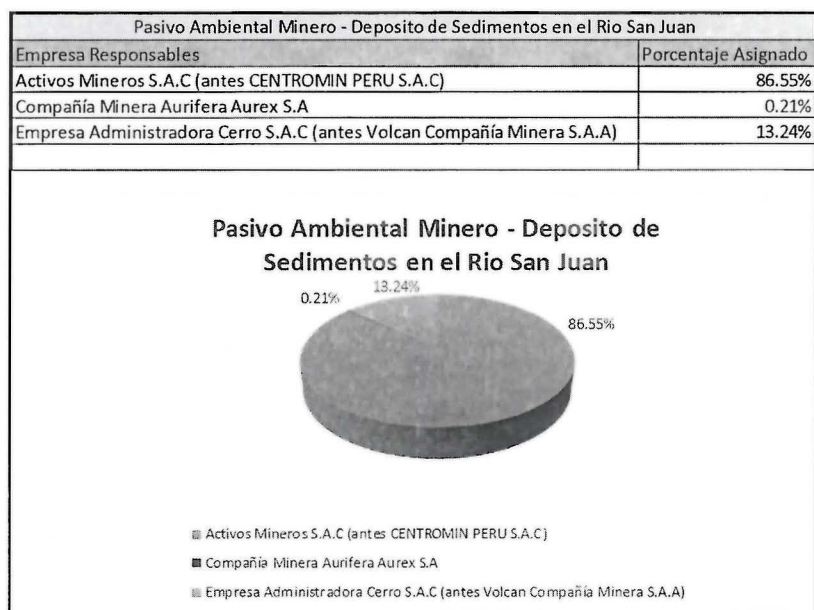 Pasivo Ambiental Minero - Deposito de Sedimentos en el Rio San Juan
Empresa Responsables Porcentaje Asignado
Activos Mineros S.A.C (antes CENTROMIN PERU S.A.C) 86.55%
Compañía Minera Aurifera Aurex S.A 0.21%
Empresa Administradora Cerro S.A.C (antes Volcan Compañía Minera S.A.A) 13.24%
Pasivo Ambiental Minero - Deposito de
Sedimentos en el Rio San Juan
13.24%
0.21%
86.55%
Activos Mineros S.A.C (antes CENTROMIN PERU S.A.C)
Compañía Minera Aurifera Aurex S.A
Empresa Administradora Cerro S.A.C (antes Volcan Compañía Minera S.A.A)